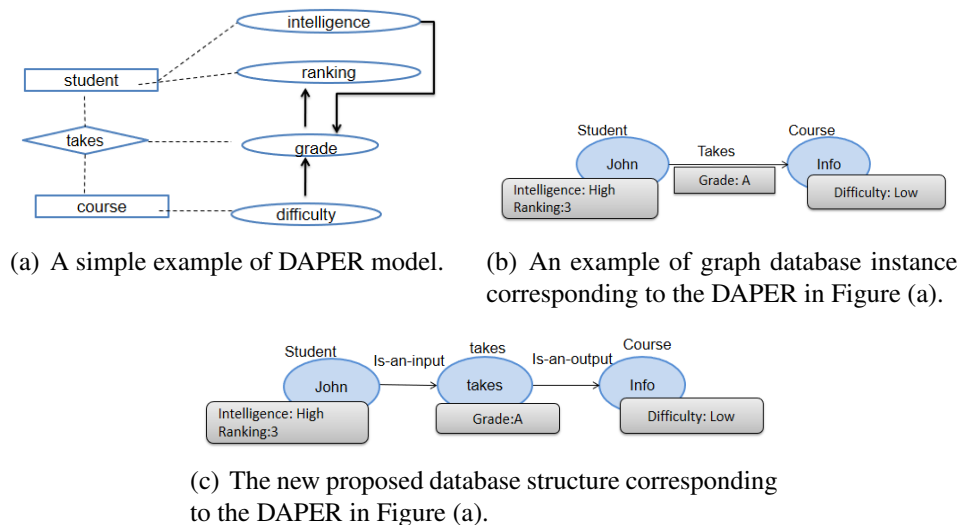 intelligence
student
ranking
takes
grade
course
difficulty
(a) A simple example of DAPER model.
Student
Course
Takes
John
Info
Grade: A
Intelligence: High
Ranking:3
Difficulty: Low
(b) An example of graph database instance
corresponding to the DAPER in Figure (a).
Student
takes
Course
Is-an-input
Is-an-output
John
takes
Info
Intelligence: High
Ranking:3
Grade:A
Difficulty: Low
(c) The new proposed database structure corresponding
to the DAPER in Figure (a).